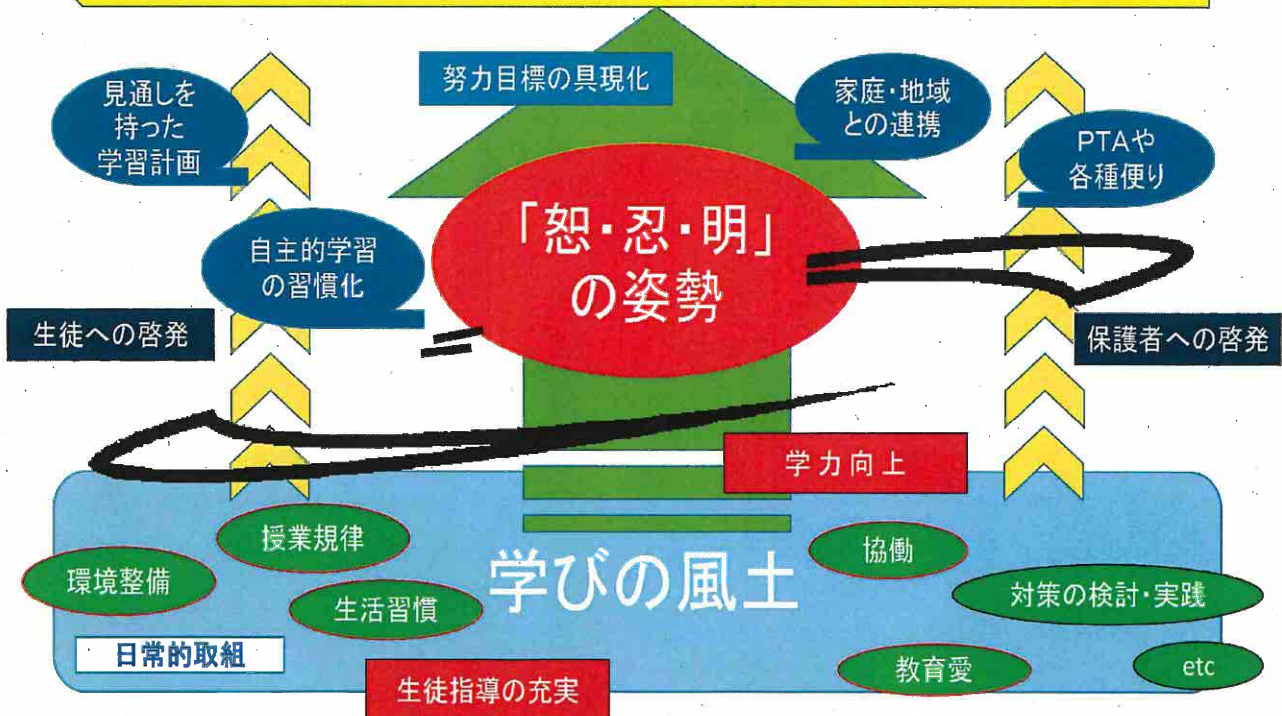 努力目標の具現化
見通しを
持った
学習計画
家庭・地域
との連携
PTAや
各種便り
「恕・忍・明」
の姿勢
自主的学習
の習慣化
生徒への啓発
保護者への啓発
学力向上
授業規律
協働
環境整備
学びの風土
生活習慣
対策の検討・実践
日常的取組
教育愛
etc
生徒指導の充実